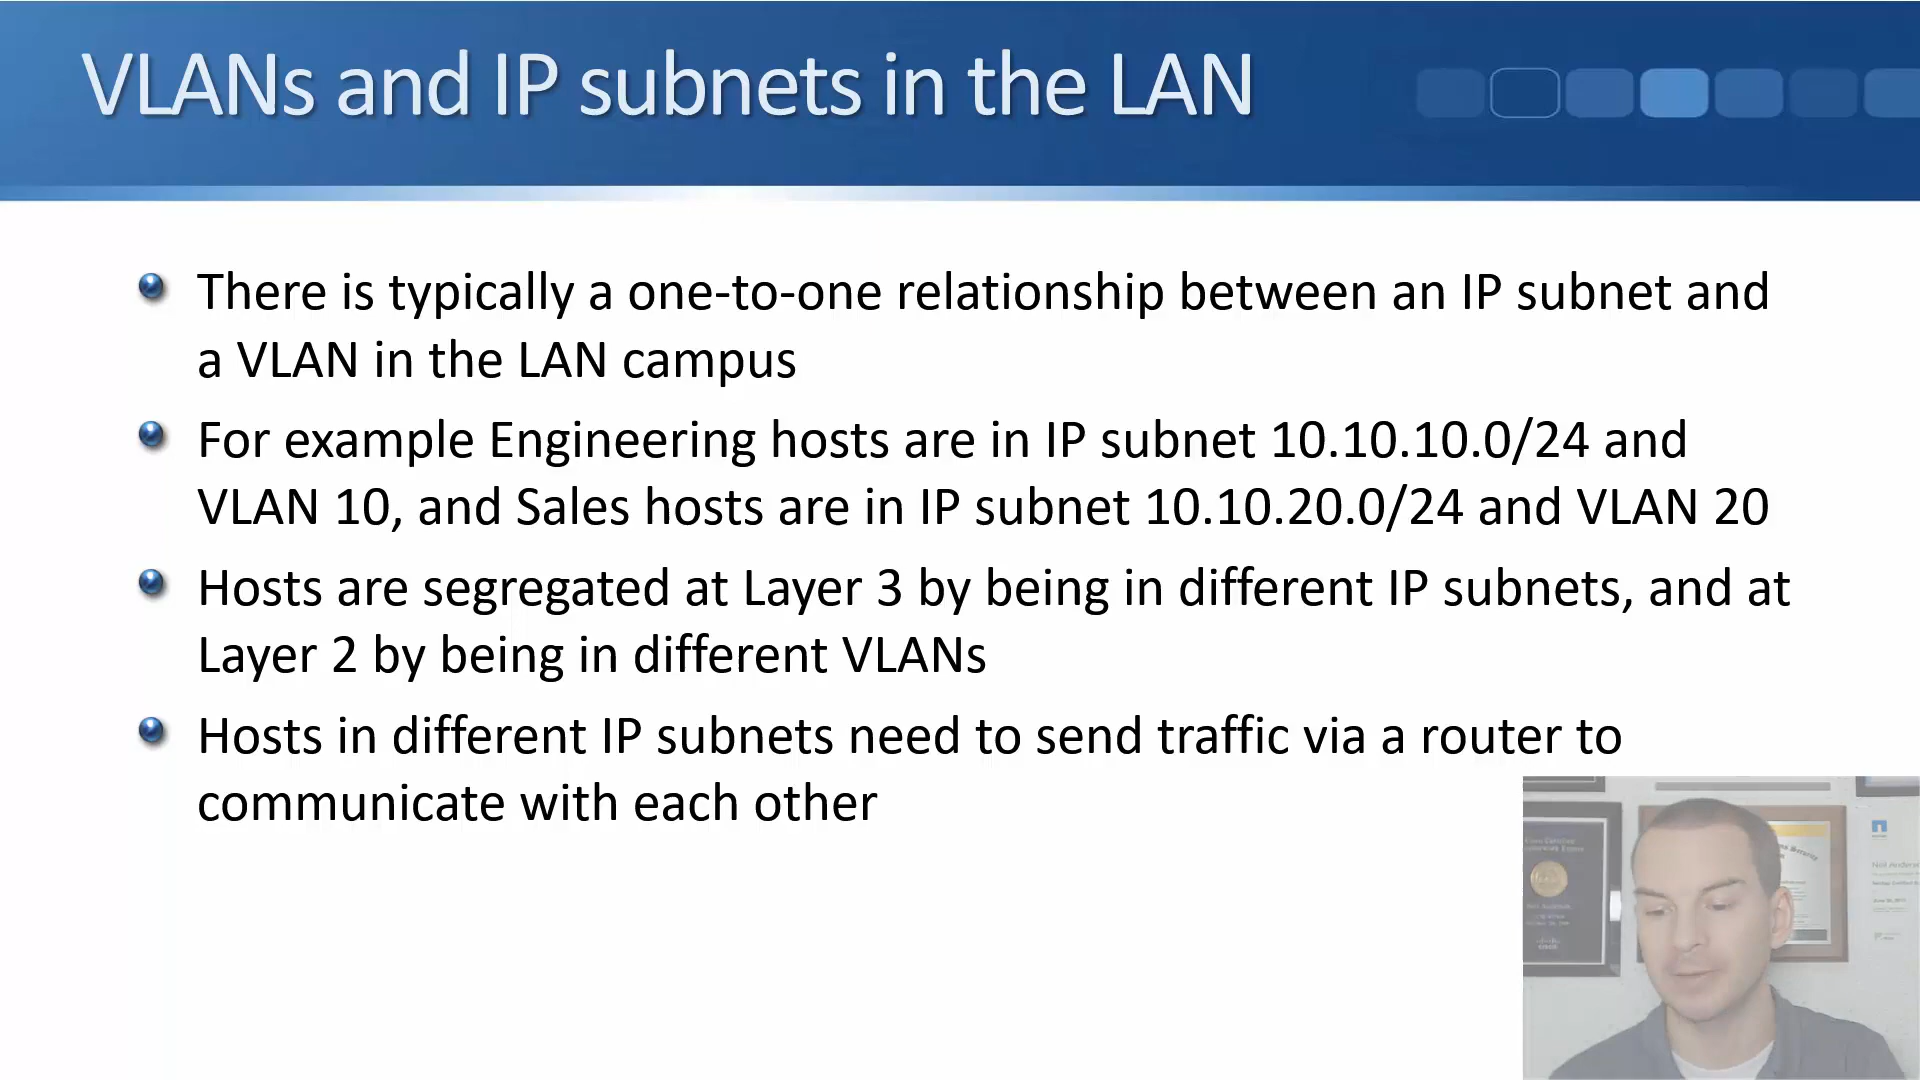 VLANs and IP subnets in the LAN
There is typically a one-to-one relationship between an IP subnet and
a VLAN in the LAN campus
For example Engineering hosts are in IP subnet 10.10.10.0/24 and
VLAN 10, and Sales hosts are in IP subnet 10.10.20.0/24 and VLAN 20
Hosts are segregated at Layer 3 by being in different IP subnets, and at
Layer 2 by being in different VLANs
Hosts in different IP subnets need to send traffic via a router to
communicate with each other